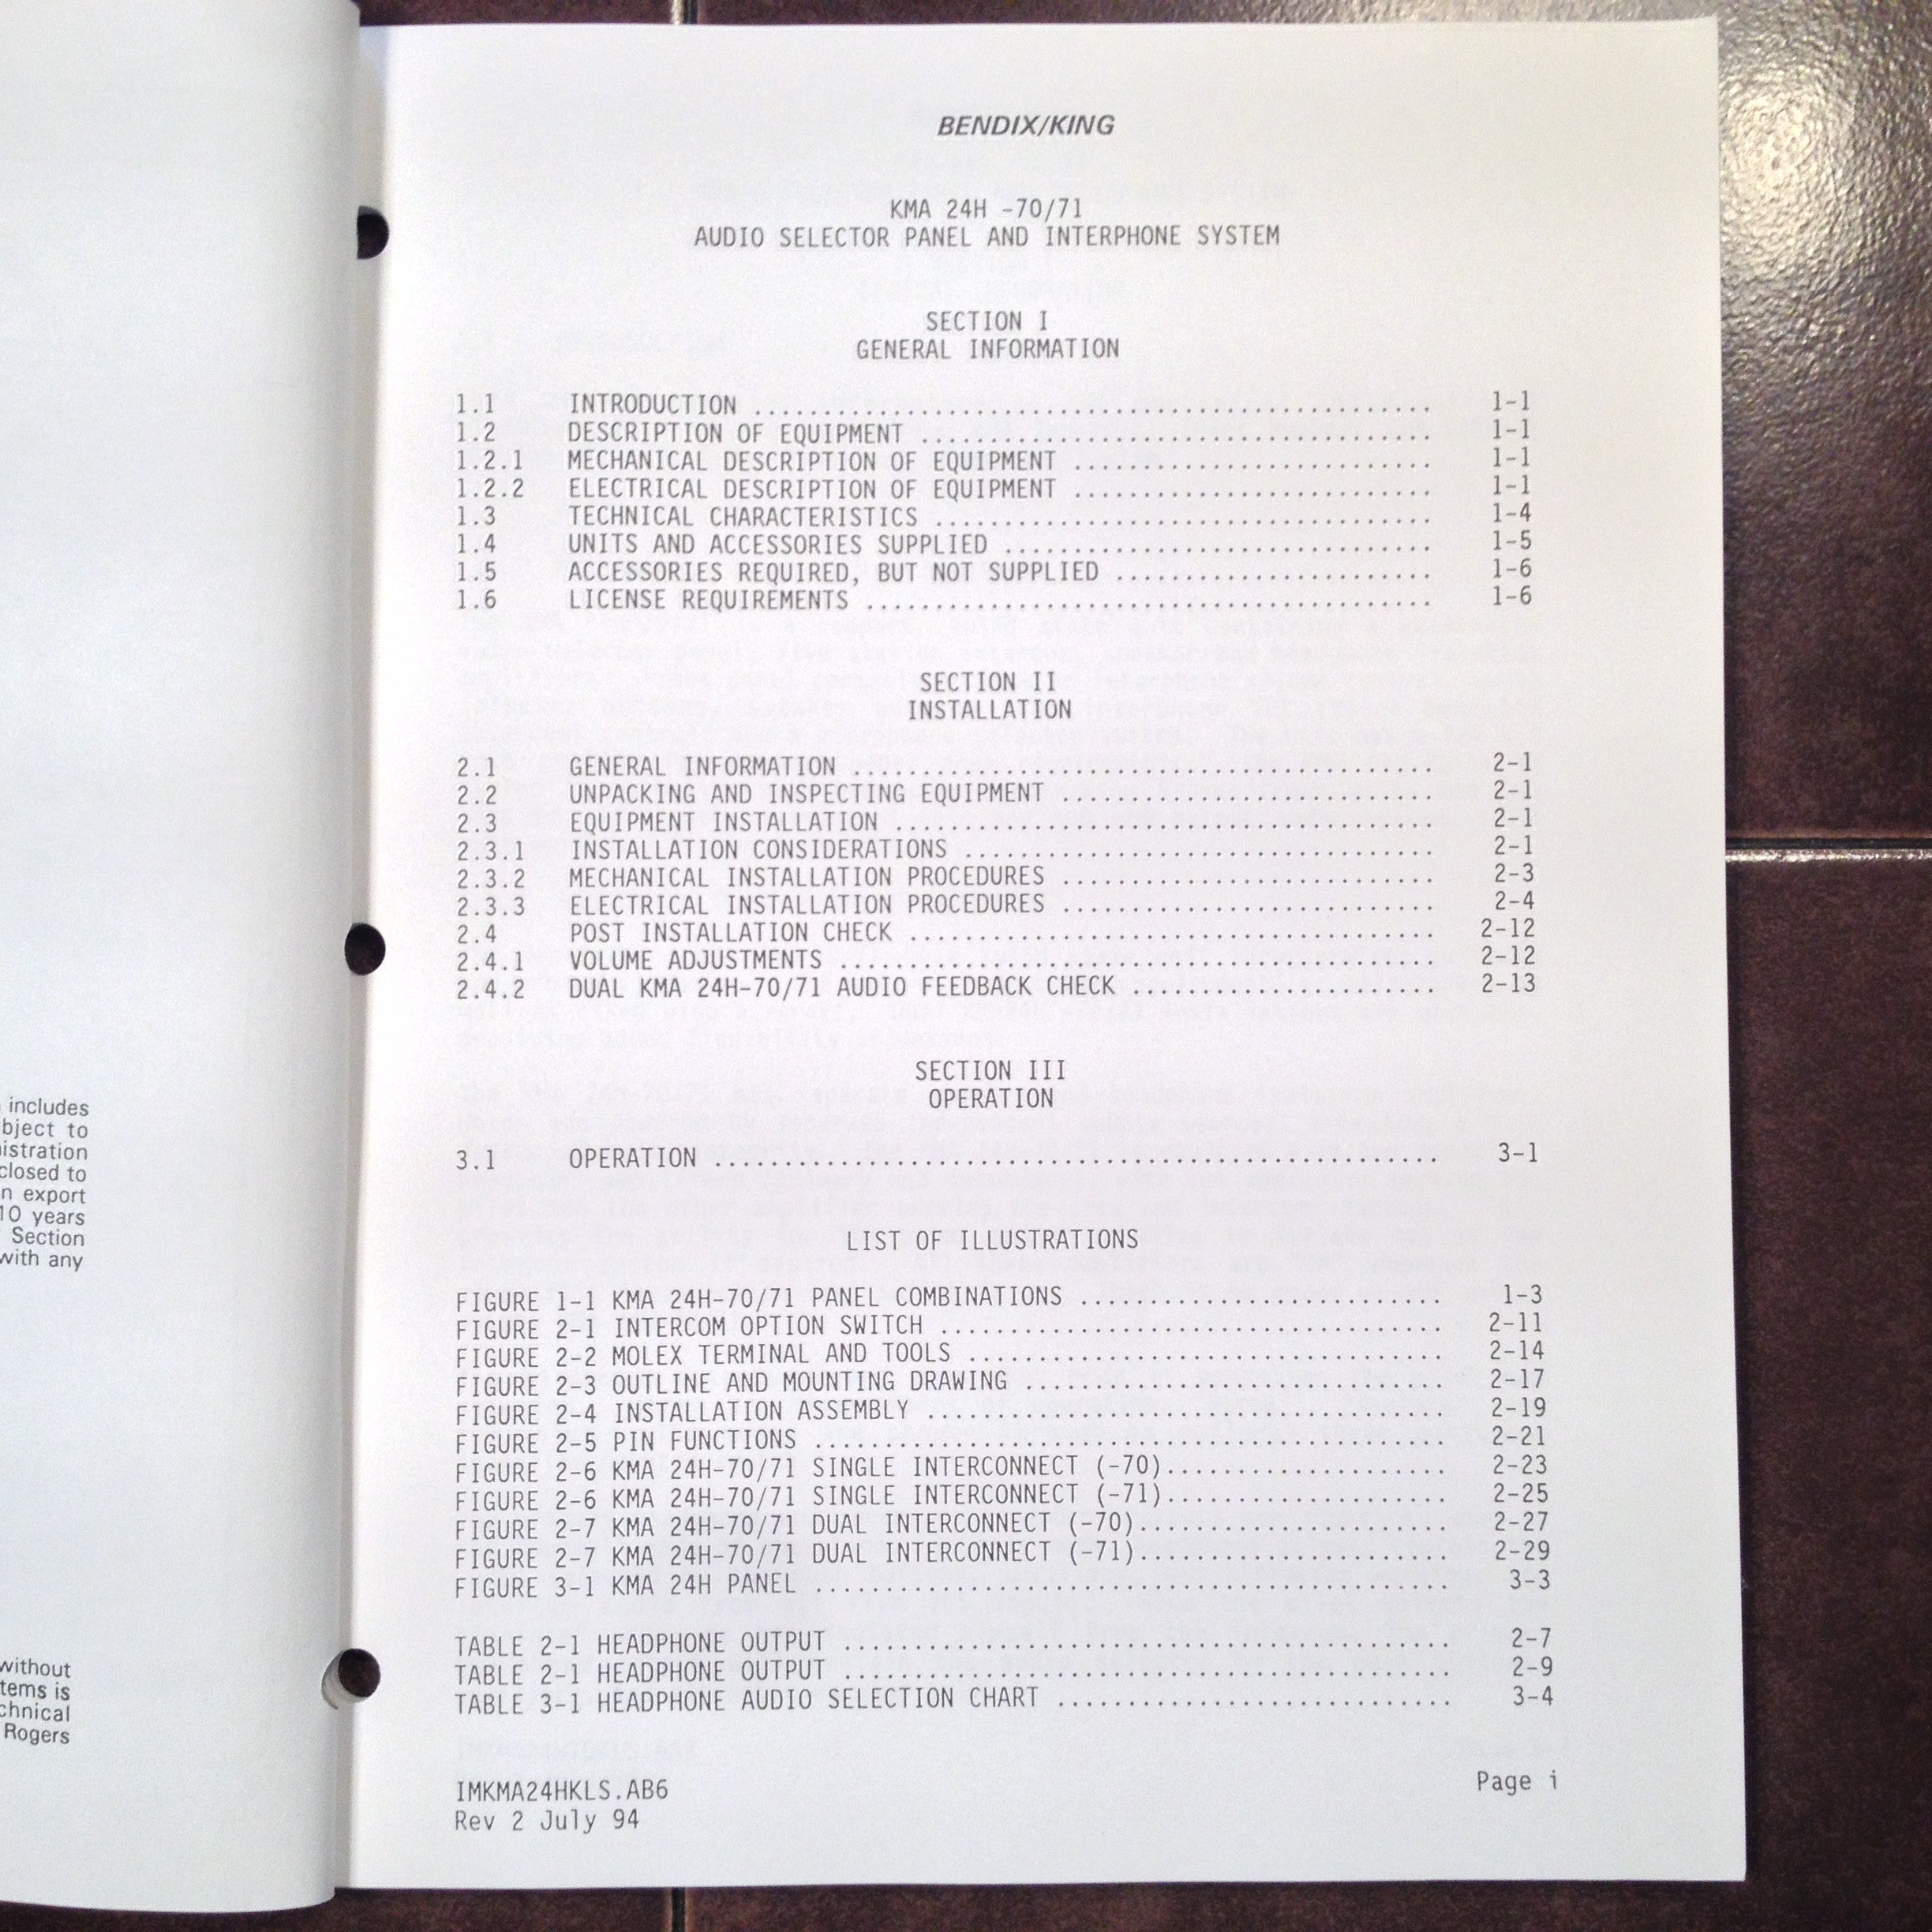 includes
bject to
istration
closed to
n export
10 years
Section
with any
without
tems is
chnical
Rogers
BENDIX/KING
KMA 24H -70/71
AUDIO SELECTOR PANEL AND INTERPHONE SYSTEM
SECTION I
GENERAL INFORMATION
1.1 INTRODUCTION ................................................ 1-1
1.2 DESCRIPTION OF EQUIPMENT .................................... 1-1
1.2.1 MECHANICAL DESCRIPTION OF EQUIPMENT .......................... 1-1
1.2.2 ELECTRICAL DESCRIPTION OF EQUIPMENT .......................... 1-1
1.3 TECHNICAL CHARACTERISTICS .................................... 1-4
1.4 UNITS AND ACCESSORIES SUPPLIED ............................... 1-5
1.5 ACCESSORIES REQUIRED, BUT NOT SUPPLIED ....................... 1-6
1.6 LICENSE REQUIREMENTS ......................................... 1-6
SECTION II
INSTALLATION
2.1 GENERAL INFORMATION .......................................... 2-1
2.2 UNPACKING AND INSPECTING EQUIPMENT ........................... 2-1
2.3 EQUIPMENT INSTALLATION ....................................... 2-1
2.3.1 INSTALLATION CONSIDERATIONS .................................. 2-1
2.3.2 MECHANICAL INSTALLATION PROCEDURES ........................... 2-3
2.3.3 ELECTRICAL INSTALLATION PROCEDURES ........................... 2-4
2.4 POST INSTALLATION CHECK ...................................... 2-12
2.4.1 VOLUME ADJUSTMENTS ........................................... 2-12
2.4.2 DUAL KMA 24H-70/71 AUDIO FEEDBACK CHECK ...................... 2-13
SECTION III
OPERATION
3.1 OPERATION .................................................... 3-1
LIST OF ILLUSTRATIONS
FIGURE 1-1 KMA 24H-70/71 PANEL COMBINATIONS .......................... 1-3
FIGURE 2-1 INTERCOM OPTION SWITCH .................................... 2-11
FIGURE 2-2 MOLEX TERMINAL AND TOOLS .................................. 2-14
FIGURE 2-3 OUTLINE AND MOUNTING DRAWING .............................. 2-17
FIGURE 2-4 INSTALLATION ASSEMBLY ..................................... 2-19
FIGURE 2-5 PIN FUNCTIONS ............................................. 2-21
FIGURE 2-6 KMA 24H-70/71 SINGLE INTERCONNECT (-70).................... 2-23
FIGURE 2-6 KMA 24H-70/71 SINGLE INTERCONNECT (-71).................... 2-25
FIGURE 2-7 KMA 24H-70/71 DUAL INTERCONNECT (-70)...................... 2-27
FIGURE 2-7 KMA 24H-70/71 DUAL INTERCONNECT (-71)...................... 2-29
FIGURE 3-1 KMA 24H PANEL ............................................. 3-3
TABLE 2-1 HEADPHONE OUTPUT ........................................... 2-7
TABLE 2-1 HEADPHONE OUTPUT ........................................... 2-9
TABLE 3-1 HEADPHONE AUDIO SELECTION CHART ............................ 3-4
IMKMA24HKLS.AB6 Page i
Rev 2 July 94